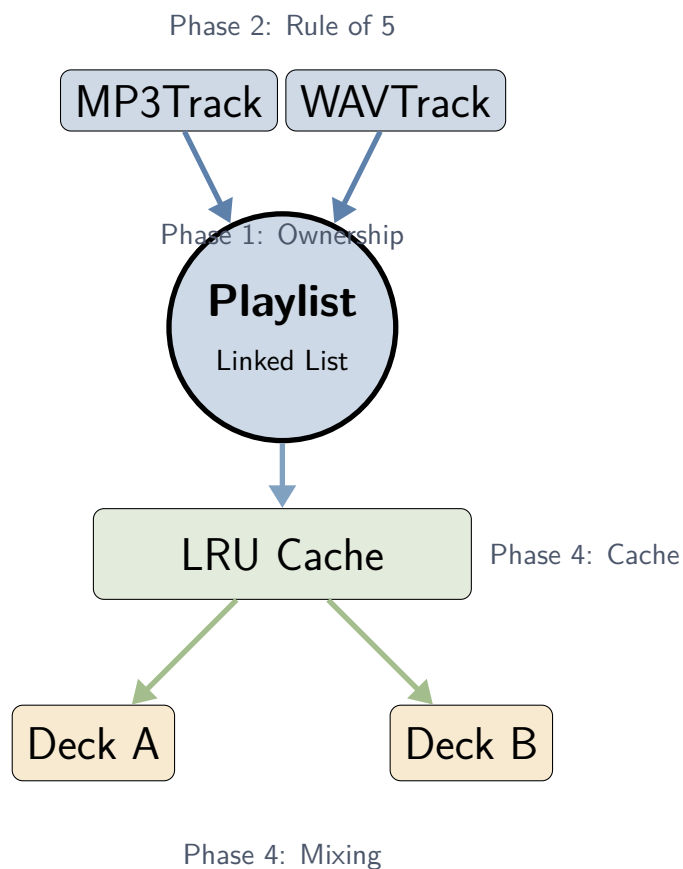 Phase 2: Rule of 5
MP3Track
WAVTrack
Phase 1: Ownership
Playlist
Linked List
LRU Cache
Phase 4: Cache
Deck A
Deck B
Phase 4: Mixing